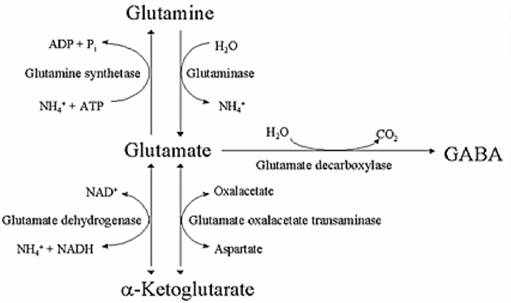 Glutamine
ADP + P₁
H₂O
Glutamine synthetase
Glutaminase
NH₄⁺ + ATP
NH₄⁺
Glutamate
H₂O
CO₂
Glutamate decarboxylase
GABA
NAD⁺
Oxalacetate
Glutamate dehydrogenase
Glutamate oxalacetate transaminase
NH₄⁺ + NADH
Aspartate
α-Ketoglutarate